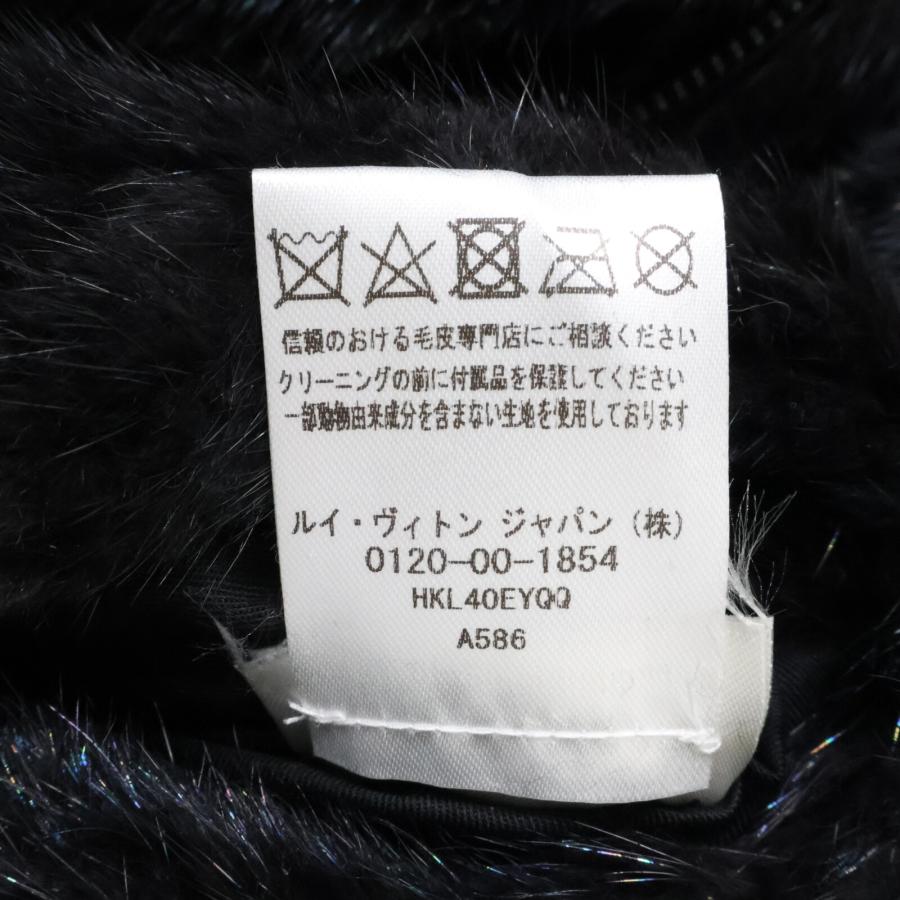 信頼のおける毛皮専門店にご相談ください
クリーニングの前に付属品を保護してください
一部動物由来成分を含まない生地を使用しております
ルイ・ヴィトン ジャパン (株)
0120-00-1854
HKL40EYQQ
A586